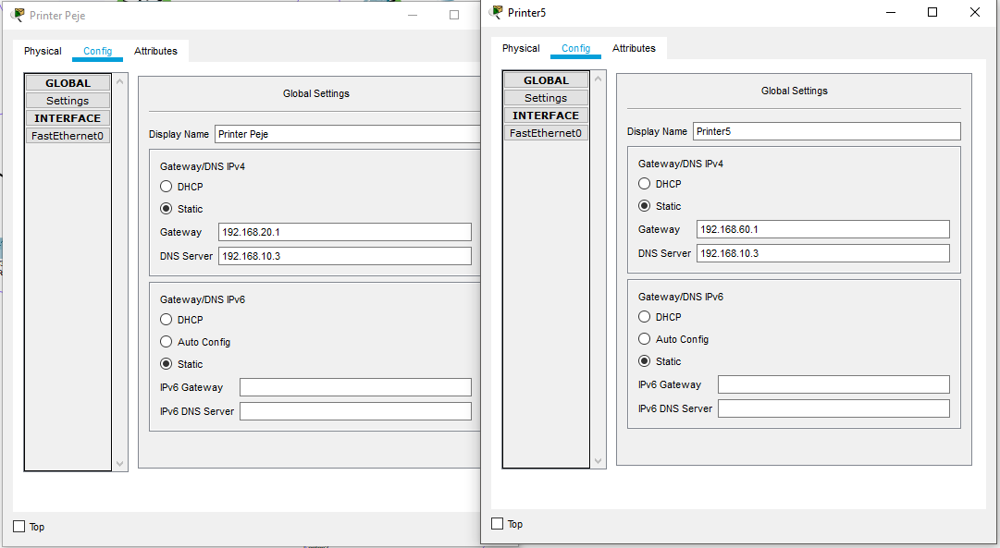 Printer Peje
Physical Config Attributes
GLOBAL
Settings
INTERFACE
FastEthernet0
Global Settings
Display Name Printer Peje
Gateway/DNS IPv4
DHCP
Static
Gateway 192.168.20.1
DNS Server 192.168.10.3
Gateway/DNS IPv6
DHCP
Auto Config
Static
IPv6 Gateway
IPv6 DNS Server
Top
Printer5
Physical Config Attributes
GLOBAL
Settings
INTERFACE
FastEthernet0
Global Settings
Display Name Printer5
Gateway/DNS IPv4
DHCP
Static
Gateway 192.168.60.1
DNS Server 192.168.10.3
Gateway/DNS IPv6
DHCP
Auto Config
Static
IPv6 Gateway
IPv6 DNS Server
Top